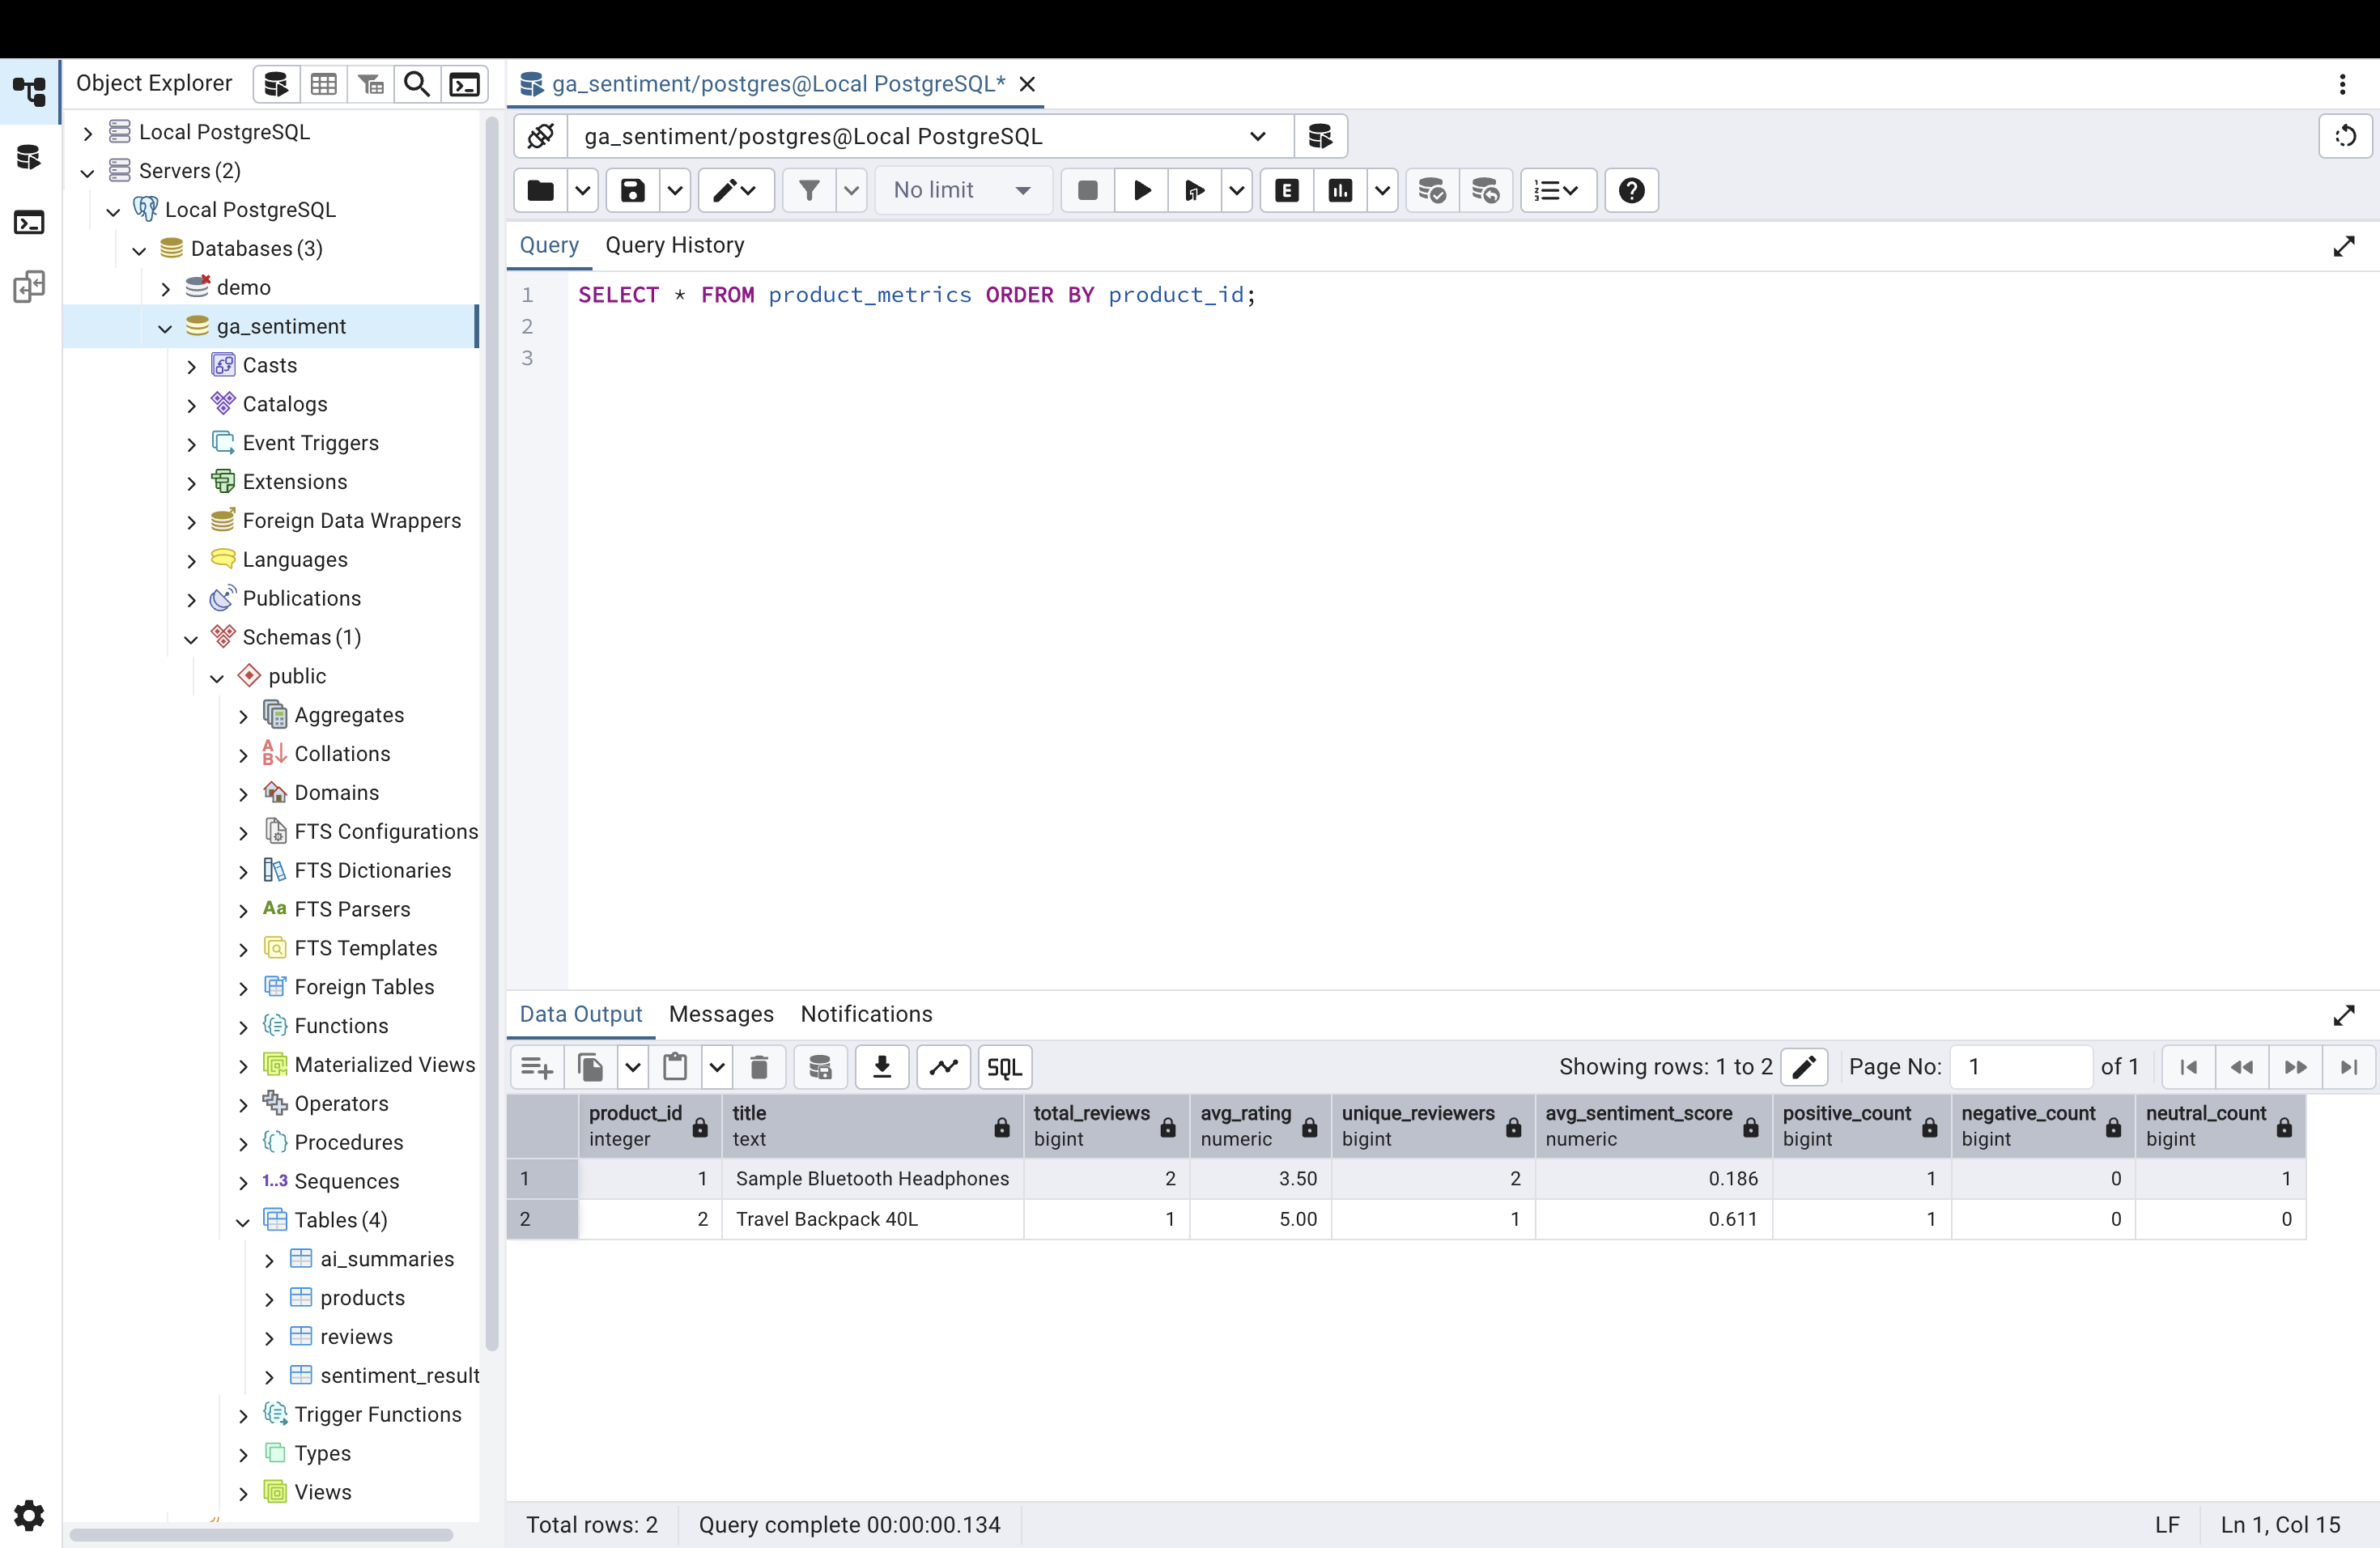 Object Explorer
Local PostgreSQL
Servers (2)
Local PostgreSQL
Databases (3)
demo
ga_sentiment
Casts
Catalogs
Event Triggers
Extensions
Foreign Data Wrappers
Languages
Publications
Schemas (1)
public
Aggregates
Collations
Domains
FTS Configurations
FTS Dictionaries
Aa FTS Parsers
FTS Templates
Foreign Tables
Functions
Materialized Views
Operators
Procedures
1..3 Sequences
Tables (4)
ai_summaries
products
reviews
sentiment_result
Trigger Functions
Types
Views
ga_sentiment/postgres@Local PostgreSQL*
ga_sentiment/postgres@Local PostgreSQL
No limit
E
Query Query History
1 SELECT * FROM product_metrics ORDER BY product_id;
2
3
Data Output Messages Notifications
SQL Showing rows: 1 to 2 Page No: 1 of 1
product_id title total_reviews avg_rating unique_reviewers avg_sentiment_score positive_count negative_count neutral_count
integer text bigint numeric bigint numeric bigint bigint bigint
1 1 Sample Bluetooth Headphones 2 3.50 2 0.186 1 0 1
2 2 Travel Backpack 40L 1 5.00 1 0.611 1 0 0
Total rows: 2 Query complete 00:00:00.134 LF Ln 1, Col 15